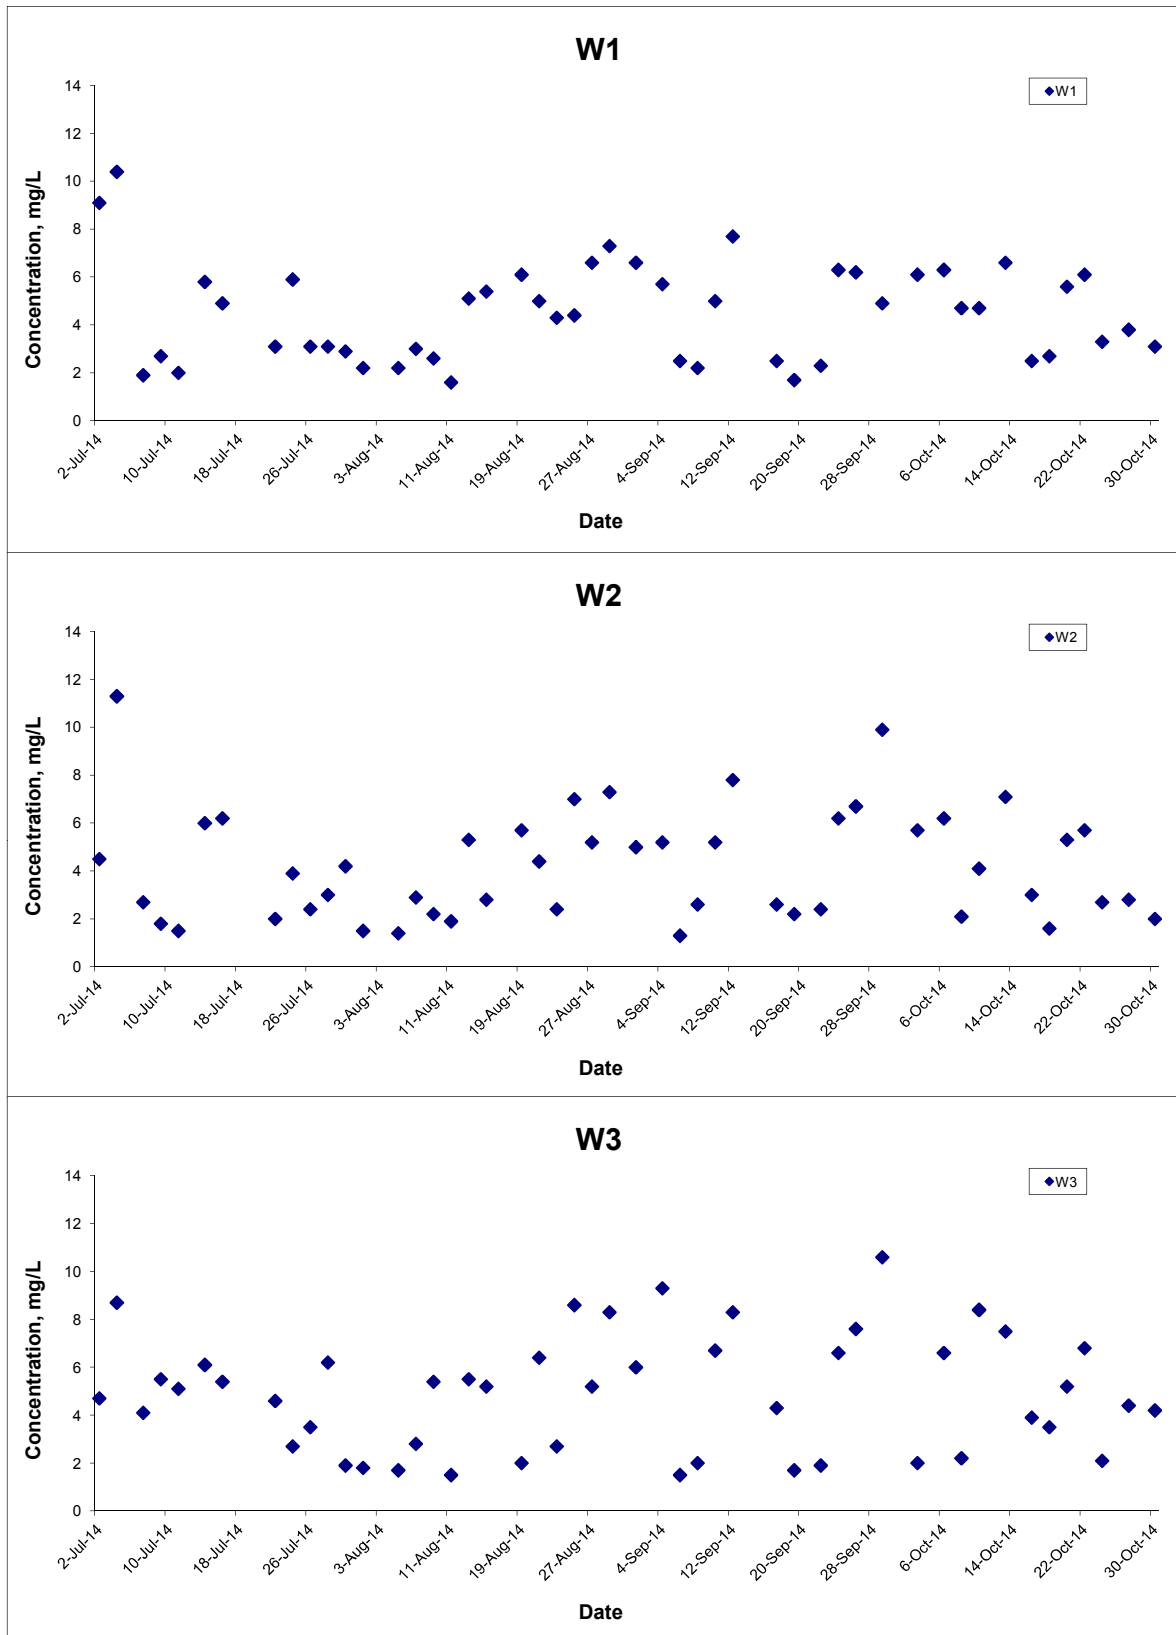 W1
W1
14
12
10
8
6
4
2
0
Concentration, mg/L
2-Jul-14
10-Jul-14
18-Jul-14
26-Jul-14
3-Aug-14
11-Aug-14
19-Aug-14
27-Aug-14
4-Sep-14
12-Sep-14
20-Sep-14
28-Sep-14
6-Oct-14
14-Oct-14
22-Oct-14
30-Oct-14
Date
W2
W2
14
12
10
8
6
4
2
0
Concentration, mg/L
2-Jul-14
10-Jul-14
18-Jul-14
26-Jul-14
3-Aug-14
11-Aug-14
19-Aug-14
27-Aug-14
4-Sep-14
12-Sep-14
20-Sep-14
28-Sep-14
6-Oct-14
14-Oct-14
22-Oct-14
30-Oct-14
Date
W3
W3
14
12
10
8
6
4
2
0
Concentration, mg/L
2-Jul-14
10-Jul-14
18-Jul-14
26-Jul-14
3-Aug-14
11-Aug-14
19-Aug-14
27-Aug-14
4-Sep-14
12-Sep-14
20-Sep-14
28-Sep-14
6-Oct-14
14-Oct-14
22-Oct-14
30-Oct-14
Date